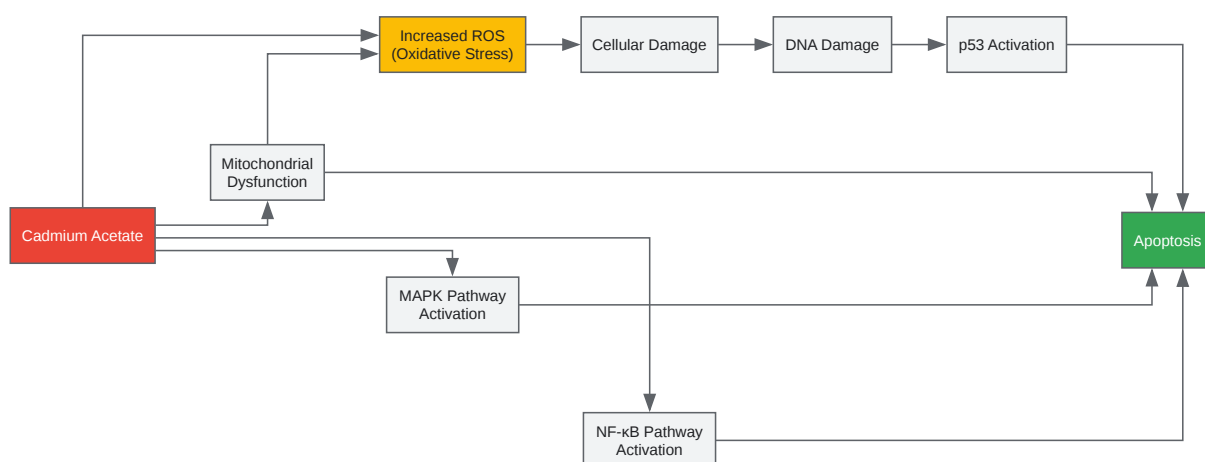 Increased ROS
(Oxidative Stress)
Cellular Damage
DNA Damage
p53 Activation
Mitochondrial
Dysfunction
Cadmium Acetate
Apoptosis
MAPK Pathway
Activation
NF-κB Pathway
Activation